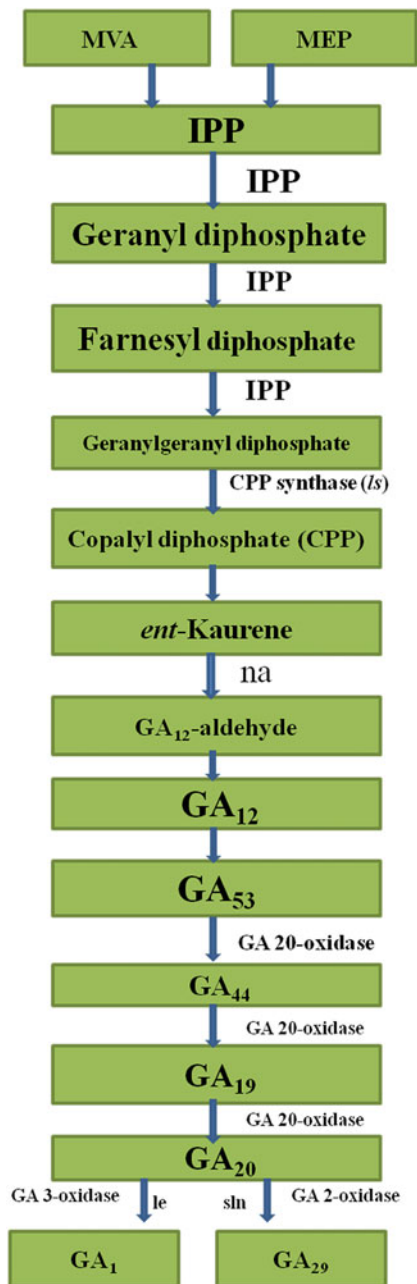 MVA
MEP
IPP
IPP
Geranyl diphosphate
IPP
Farnesyl diphosphate
IPP
Geranylgeranyl diphosphate
CPP synthase (ls)
Copalyl diphosphate (CPP)
ent-Kaurene
na
GA₁₂-aldehyde
GA₁₂
GA₅₃
GA 20-oxidase
GA₄₄
GA 20-oxidase
GA₁₉
GA 20-oxidase
GA₂₀
GA 3-oxidase le sln GA 2-oxidase
GA₁
GA₂₉